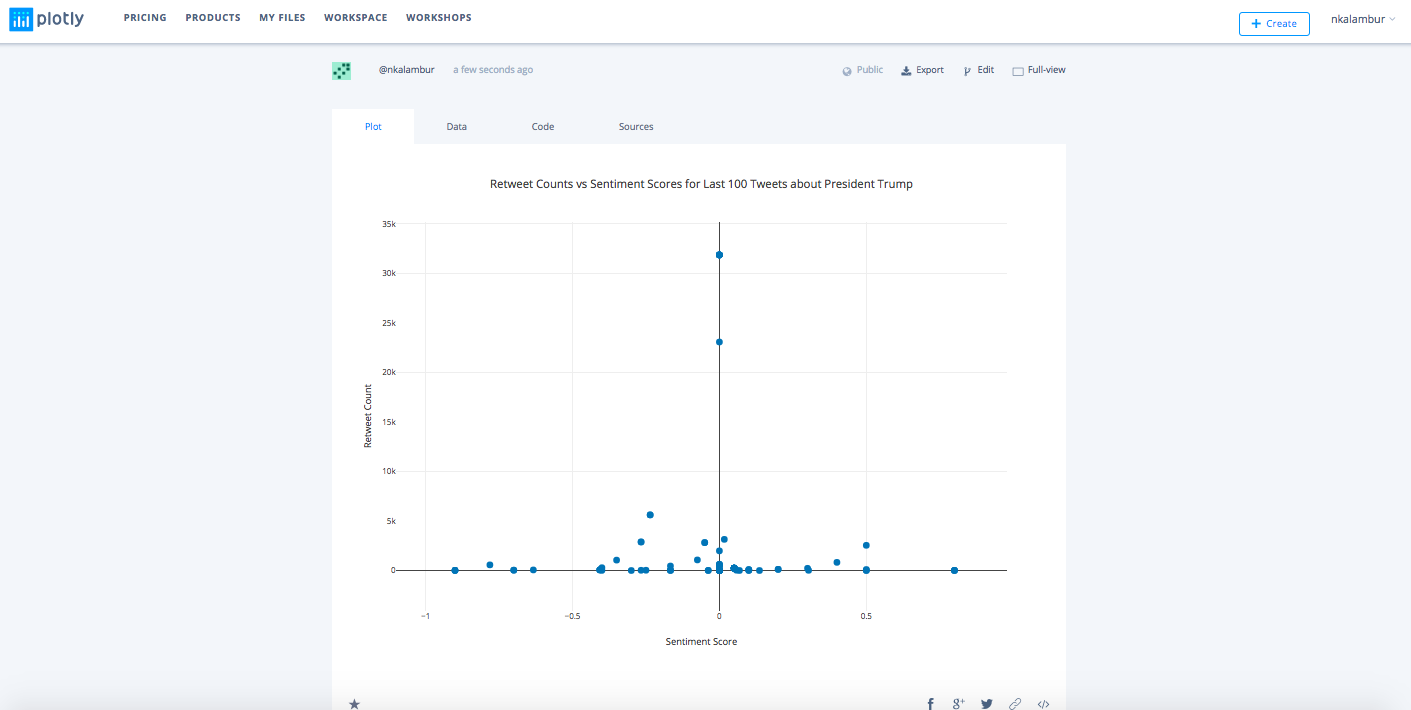 plotly PRICING PRODUCTS MY FILES WORKSPACE WORKSHOPS + Create nkalambur
@nkalambur a few seconds ago Public Export Edit Full-view
Plot Data Code Sources
Retweet Counts vs Sentiment Scores for Last 100 Tweets about President Trump
35k
30k
25k
20k
15k
10k
5k
0
Retweet Count
−1 −0.5 0 0.5
Sentiment Score
f g+ </>